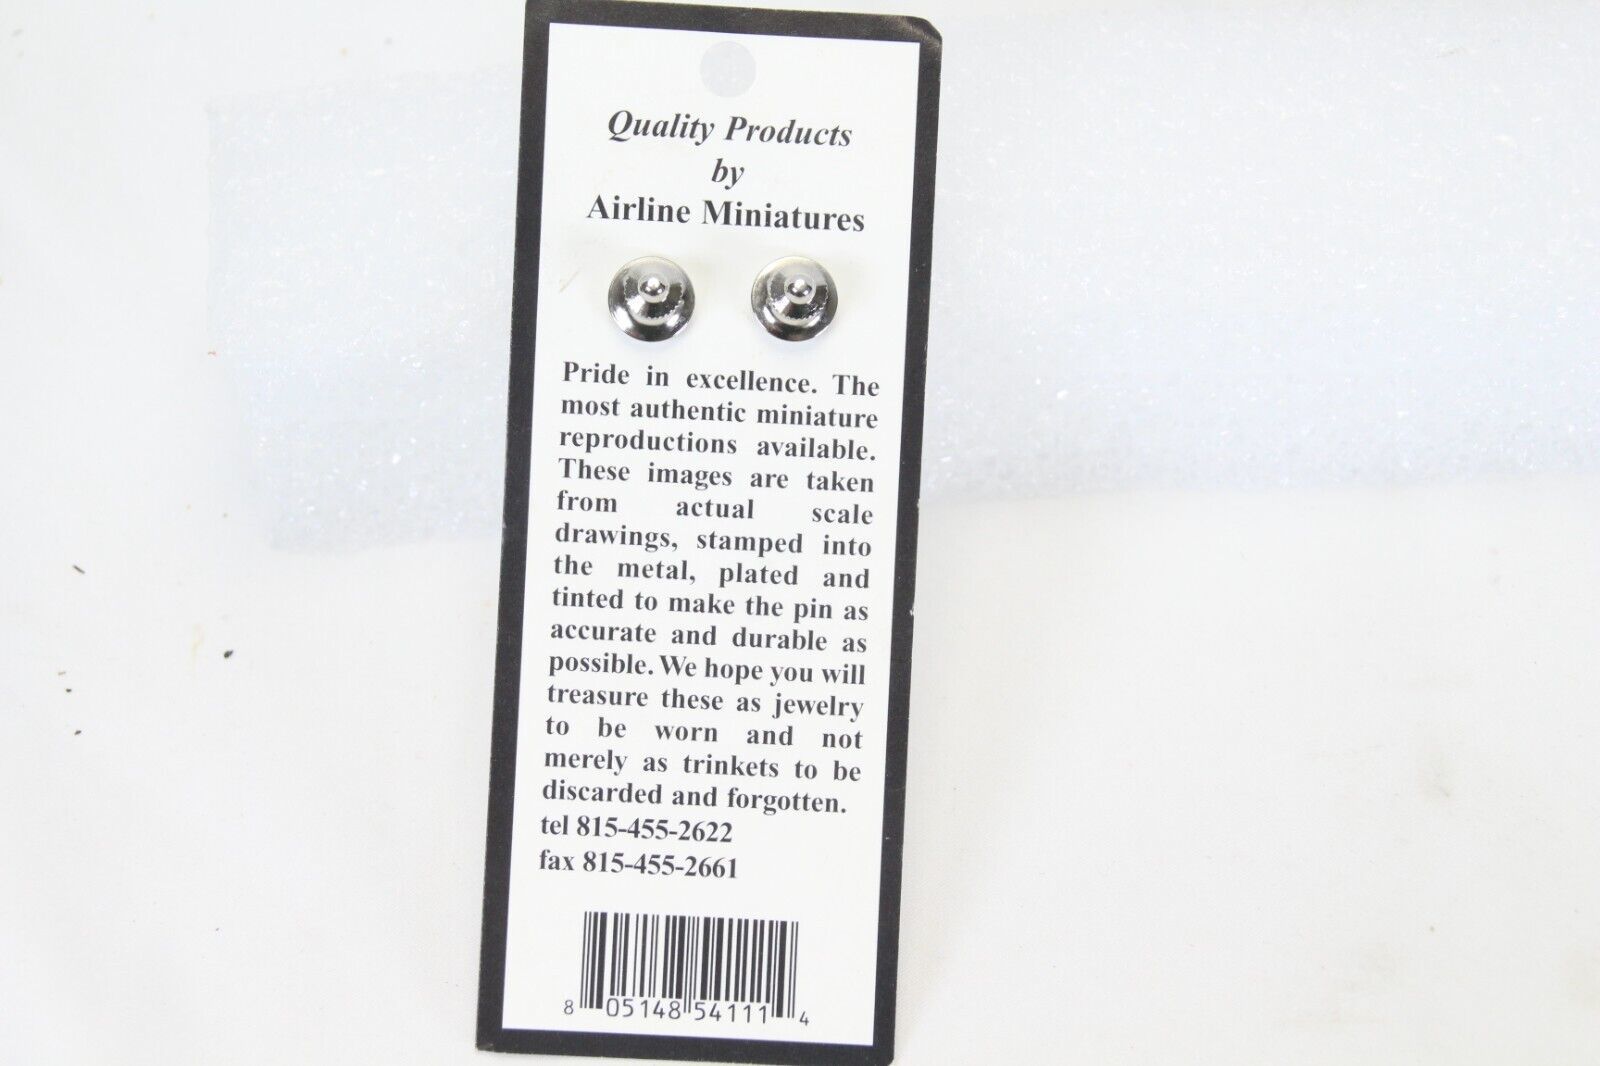 Quality Products
by
Airline Miniatures
Pride in excellence. The
most authentic miniature
reproductions available.
These images are taken
from actual scale
drawings, stamped into
the metal, plated and
tinted to make the pin as
accurate and durable as
possible. We hope you will
treasure these as jewelry
to be worn and not
merely as trinkets to be
discarded and forgotten.
tel 815-455-2622
fax 815-455-2661
8 05148 54111 4